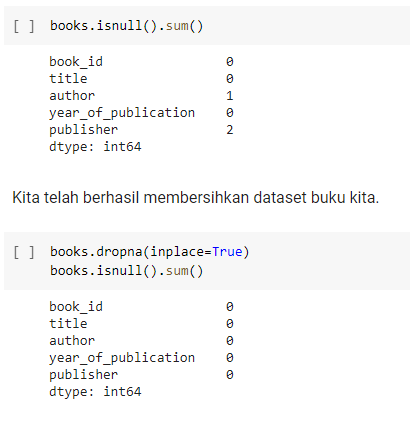 [ ] books.isnull().sum()
book_id 0
title 0
author 1
year_of_publication 0
publisher 2
dtype: int64
Kita telah berhasil membersihkan dataset buku kita.
[ ] books.dropna(inplace=True)
books.isnull().sum()
book_id 0
title 0
author 0
year_of_publication 0
publisher 0
dtype: int64